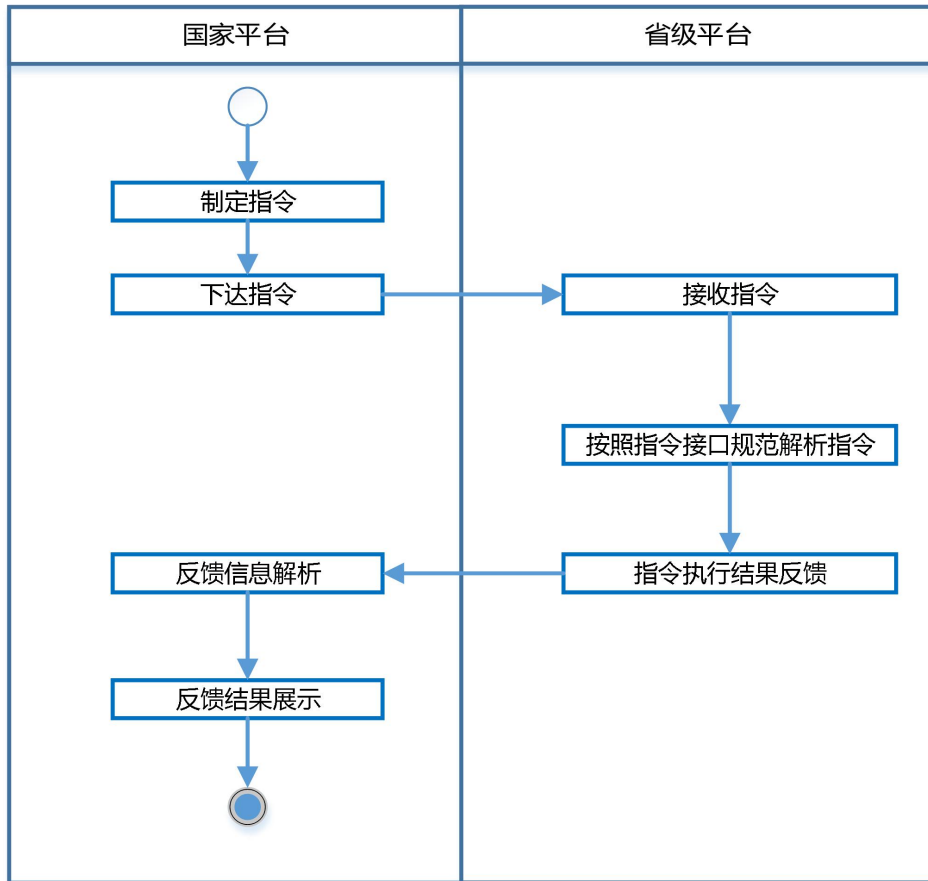 国家平台
省级平台
制定指令
下达指令
接收指令
按照指令接口规范解析指令
反馈信息解析
指令执行结果反馈
反馈结果展示